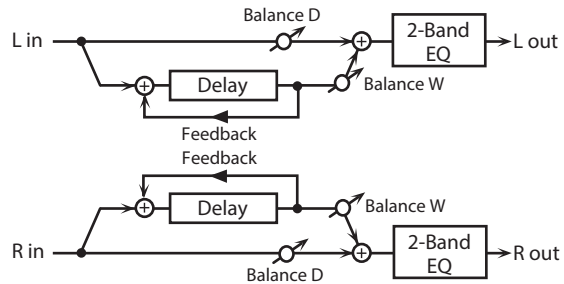 Balance D
L in
2-Band
EQ
L out
Delay
Balance W
Feedback
Feedback
Delay
Balance W
R in
2-Band
EQ
R out
Balance D